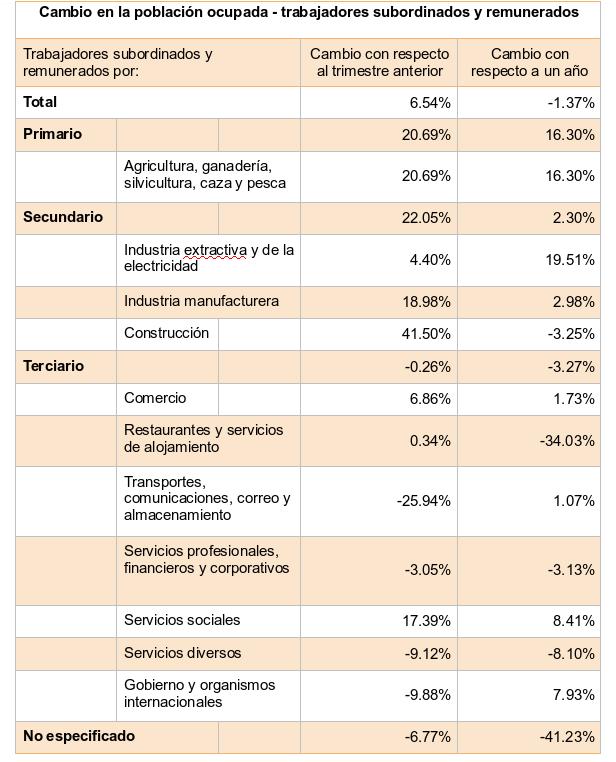 Cambio en la población ocupada - trabajadores subordinados y remunerados
Trabajadores subordinados y
remunerados por:
Cambio con respecto
al trimestre anterior
Cambio con
respecto a un año
Total 6.54% -1.37%
Primario 20.69% 16.30%
Agricultura, ganadería,
silvicultura, caza y pesca
20.69% 16.30%
Secundario 22.05% 2.30%
Industria extractiva y de la
electricidad
4.40% 19.51%
Industria manufacturera 18.98% 2.98%
Construcción 41.50% -3.25%
Terciario -0.26% -3.27%
Comercio 6.86% 1.73%
Restaurantes y servicios
de alojamiento
0.34% -34.03%
Transportes,
comunicaciones, correo y
almacenamiento
-25.94% 1.07%
Servicios profesionales,
financieros y corporativos
-3.05% -3.13%
Servicios sociales 17.39% 8.41%
Servicios diversos -9.12% -8.10%
Gobierno y organismos
internacionales
-9.88% 7.93%
No especificado -6.77% -41.23%